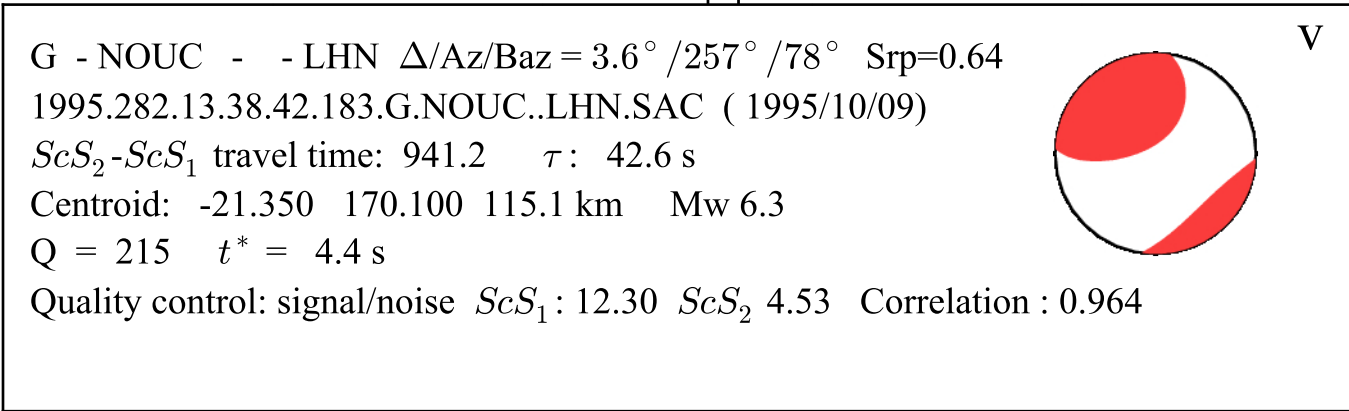 G - NOUC - - LHN Δ/Az/Baz = 3.6°/257°/78° Srp=0.64
V
1995.282.13.38.42.183.G.NOUC..LHN.SAC ( 1995/10/09)
ScS₂-ScS₁ travel time: 941.2 τ: 42.6 s
Centroid: -21.350 170.100 115.1 km Mw 6.3
Q = 215 t* = 4.4 s
Quality control: signal/noise ScS₁: 12.30 ScS₂ 4.53 Correlation : 0.964